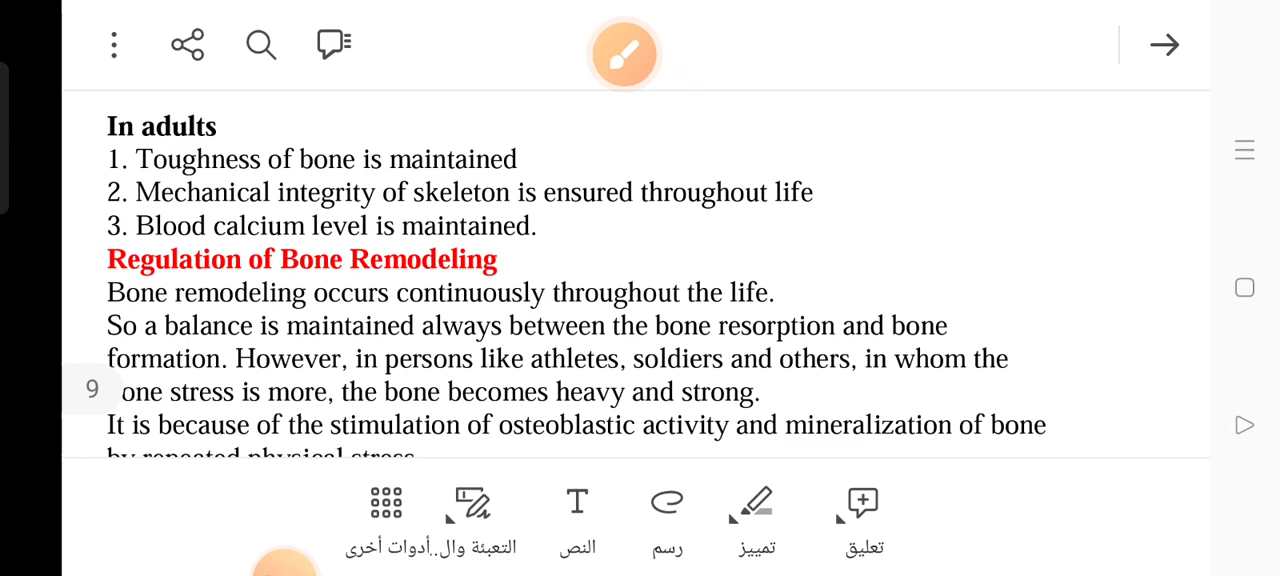 In adults
1. Toughness of bone is maintained
2. Mechanical integrity of skeleton is ensured throughout life
3. Blood calcium level is maintained.
Regulation of Bone Remodeling
Bone remodeling occurs continuously throughout the life.
So a balance is maintained always between the bone resorption and bone
formation. However, in persons like athletes, soldiers and others, in whom the
9
one stress is more, the bone becomes heavy and strong.
It is because of the stimulation of osteoblastic activity and mineralization of bone
by repeated physical stress
تعليق
تمييز
رسم
T
النص
التعبئة وال..
أدوات أخرى